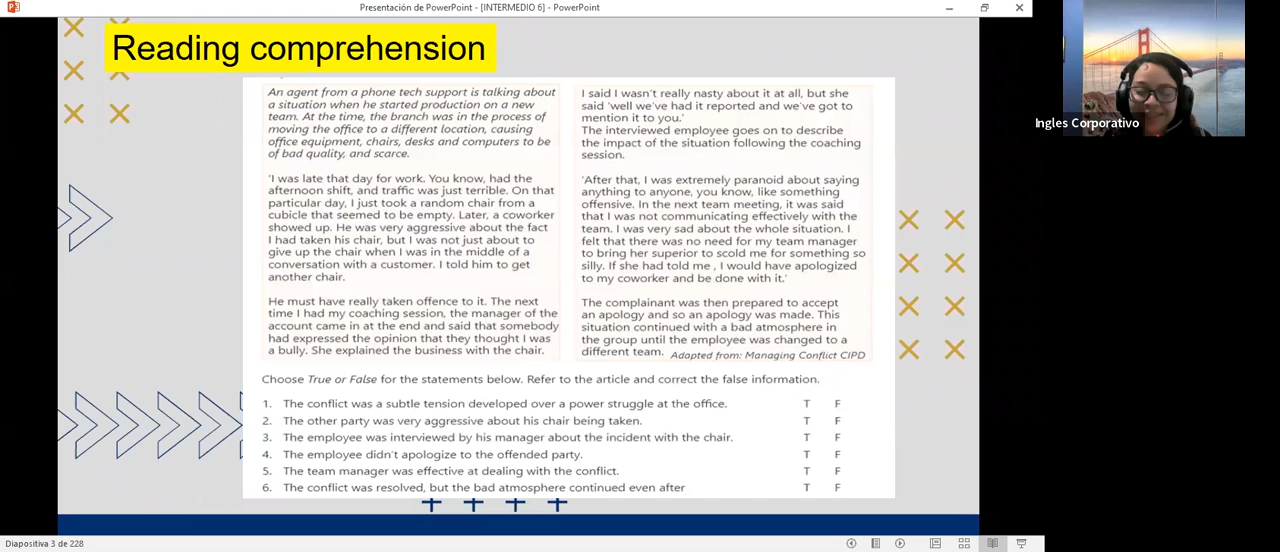 Presentación de PowerPoint - [INTERMEDIO 6] - PowerPoint
Reading comprehension
An agent from a phone tech support is talking about
a situation when he started production on a new
team. At the time, the branch was in the process of
moving the office to a different location, causing
office equipment, chairs, desks and computers to be
of bad quality, and scarce.
'I was late that day for work. You know, had the
afternoon shift, and traffic was just terrible. On that
particular day, I just took a random chair from a
cubicle that seemed to be empty. Later, a coworker
showed up. He was very aggressive about the fact
I had taken his chair, but I was not just about to
give up the chair when I was in the middle of a
conversation with a customer. I told him to get
another chair.
He must have really taken offence to it. The next
time I had my coaching session, the manager of the
account came in at the end and said that somebody
had expressed the opinion that they thought I was
a bully. She explained the business with the chair.
I said I wasn't really nasty about it at all, but she
said 'well we've had it reported and we've got to
mention it to you.'
The interviewed employee goes on to describe
the impact of the situation following the coaching
session.
'After that, I was extremely paranoid about saying
anything to anyone, you know, like something
offensive. In the next team meeting, it was said
that I was not communicating effectively with the
team. I was very sad about the whole situation. I
felt that there was no need for my team manager
to bring her superior to scold me for something so
silly. If she had told me , I would have apologized
to my coworker and be done with it.'
The complainant was then prepared to accept
an apology and so an apology was made. This
situation continued with a bad atmosphere in
the group until the employee was changed to a
different team. Adapted from: Managing Conflict CIPD
Choose True or False for the statements below. Refer to the article and correct the false information.
1. The conflict was a subtle tension developed over a power struggle at the office. T F
2. The other party was very aggressive about his chair being taken. T F
3. The employee was interviewed by his manager about the incident with the chair. T F
4. The employee didn't apologize to the offended party. T F
5. The team manager was effective at dealing with the conflict. T F
6. The conflict was resolved, but the bad atmosphere continued even after T F
Ingles Corporativo
Diapositiva 3 de 228